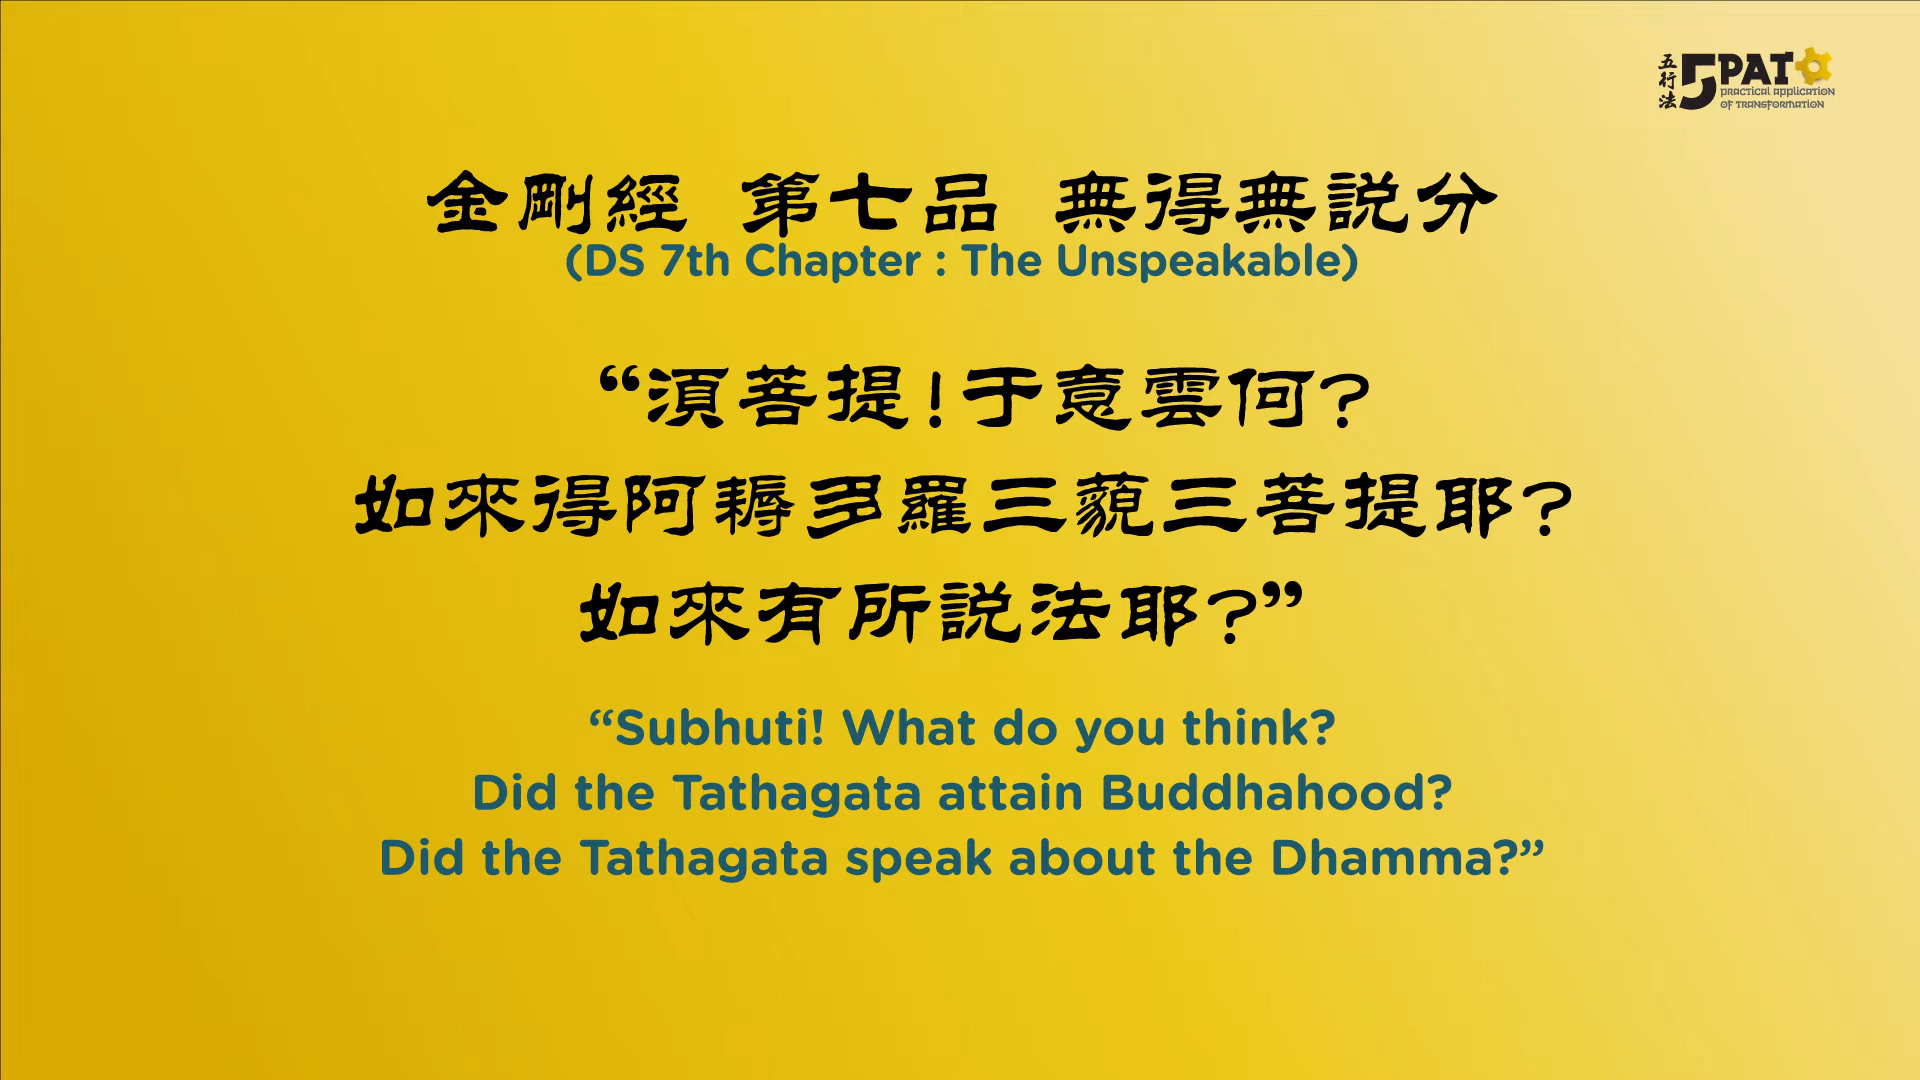 五行法
5PAT
PRACTICAL APPLICATION
OF TRANSFORMATION
金剛經 第七品 無得無説分
(DS 7th Chapter : The Unspeakable)
“湏菩提!于意雲何?
如來得阿耨多羅三藐三菩提耶?
如來有所説法耶?”
“Subhuti! What do you think?
Did the Tathagata attain Buddhahood?
Did the Tathagata speak about the Dhamma?”